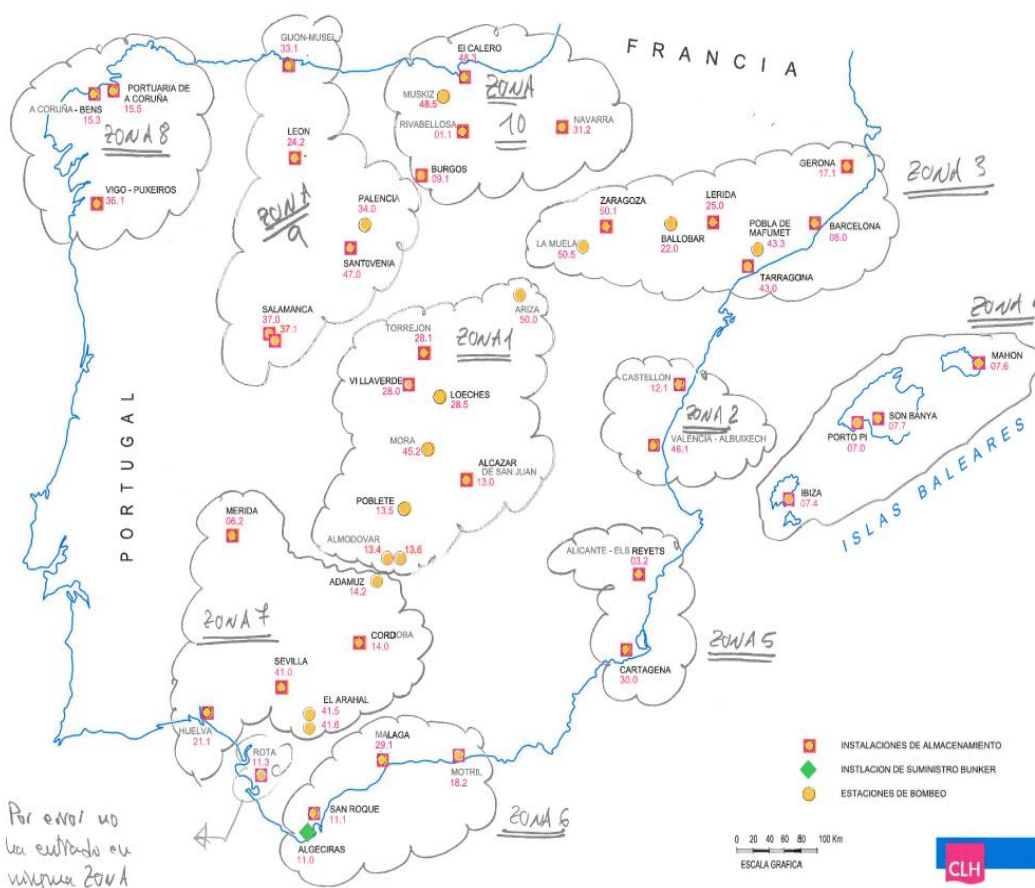 FRANCIA
GIJON-MUSEL
33.1
El CALERO
48.3
MUSKIZ
48.5
ZONA
10
RIVABELLOSA
01.1
NAVARRA
31.2
BURGOS
09.1
A CORUÑA - BENS
15.3
PORTUARIA DE
A CORUÑA
15.5
ZONA 8
VIGO - PUXEIROS
36.1
LEON
24.2
ZONA
9
PALENCIA
34.0
SANTOVENIA
47.0
SALAMANCA
37.0
37.1
GERONA
17.1
ZONA 3
ZARAGOZA
50.1
LERIDA
25.0
BALLOBAR
22.0
POBLA DE
MAFUMET
43.3
BARCELONA
08.0
LA MUELA
50.5
TARRAGONA
43.0
ARIZA
50.0
TORREJON
28.1
ZONA 1
VILLAVERDE
28.0
LOECHES
28.5
MORA
45.2
ALCAZAR
DE SAN JUAN
13.0
POBLETE
13.5
ALMODOVAR
13.4
13.6
CASTELLON
12.1
ZONA 2
VALENCIA - ALBUIXECH
46.1
ZONA
MAHON
07.6
SON BANYA
07.7
PORTO PI
07.0
IBIZA
07.4
ISLAS BALEARES
PORTUGAL
MERIDA
06.2
ADAMUZ
14.2
ZONA 7
CORDOBA
14.0
SEVILLA
41.0
EL ARAHAL
41.5
41.6
HUELVA
21.1
ROTA
11.3
ALICANTE - ELS REYETS
03.2
ZONA 5
CARTAGENA
30.0
MALAGA
29.1
MOTRIL
18.2
SAN ROQUE
11.1
ALGECIRAS
11.0
ZONA 6
Por error no
ha entrado en
ninguna ZONA
INSTALACIONES DE ALMACENAMIENTO
INSTLACION DE SUMINISTRO BUNKER
ESTACIONES DE BOMBEO
0 20 40 60 80 100 Km
ESCALA GRAFICA
CLH